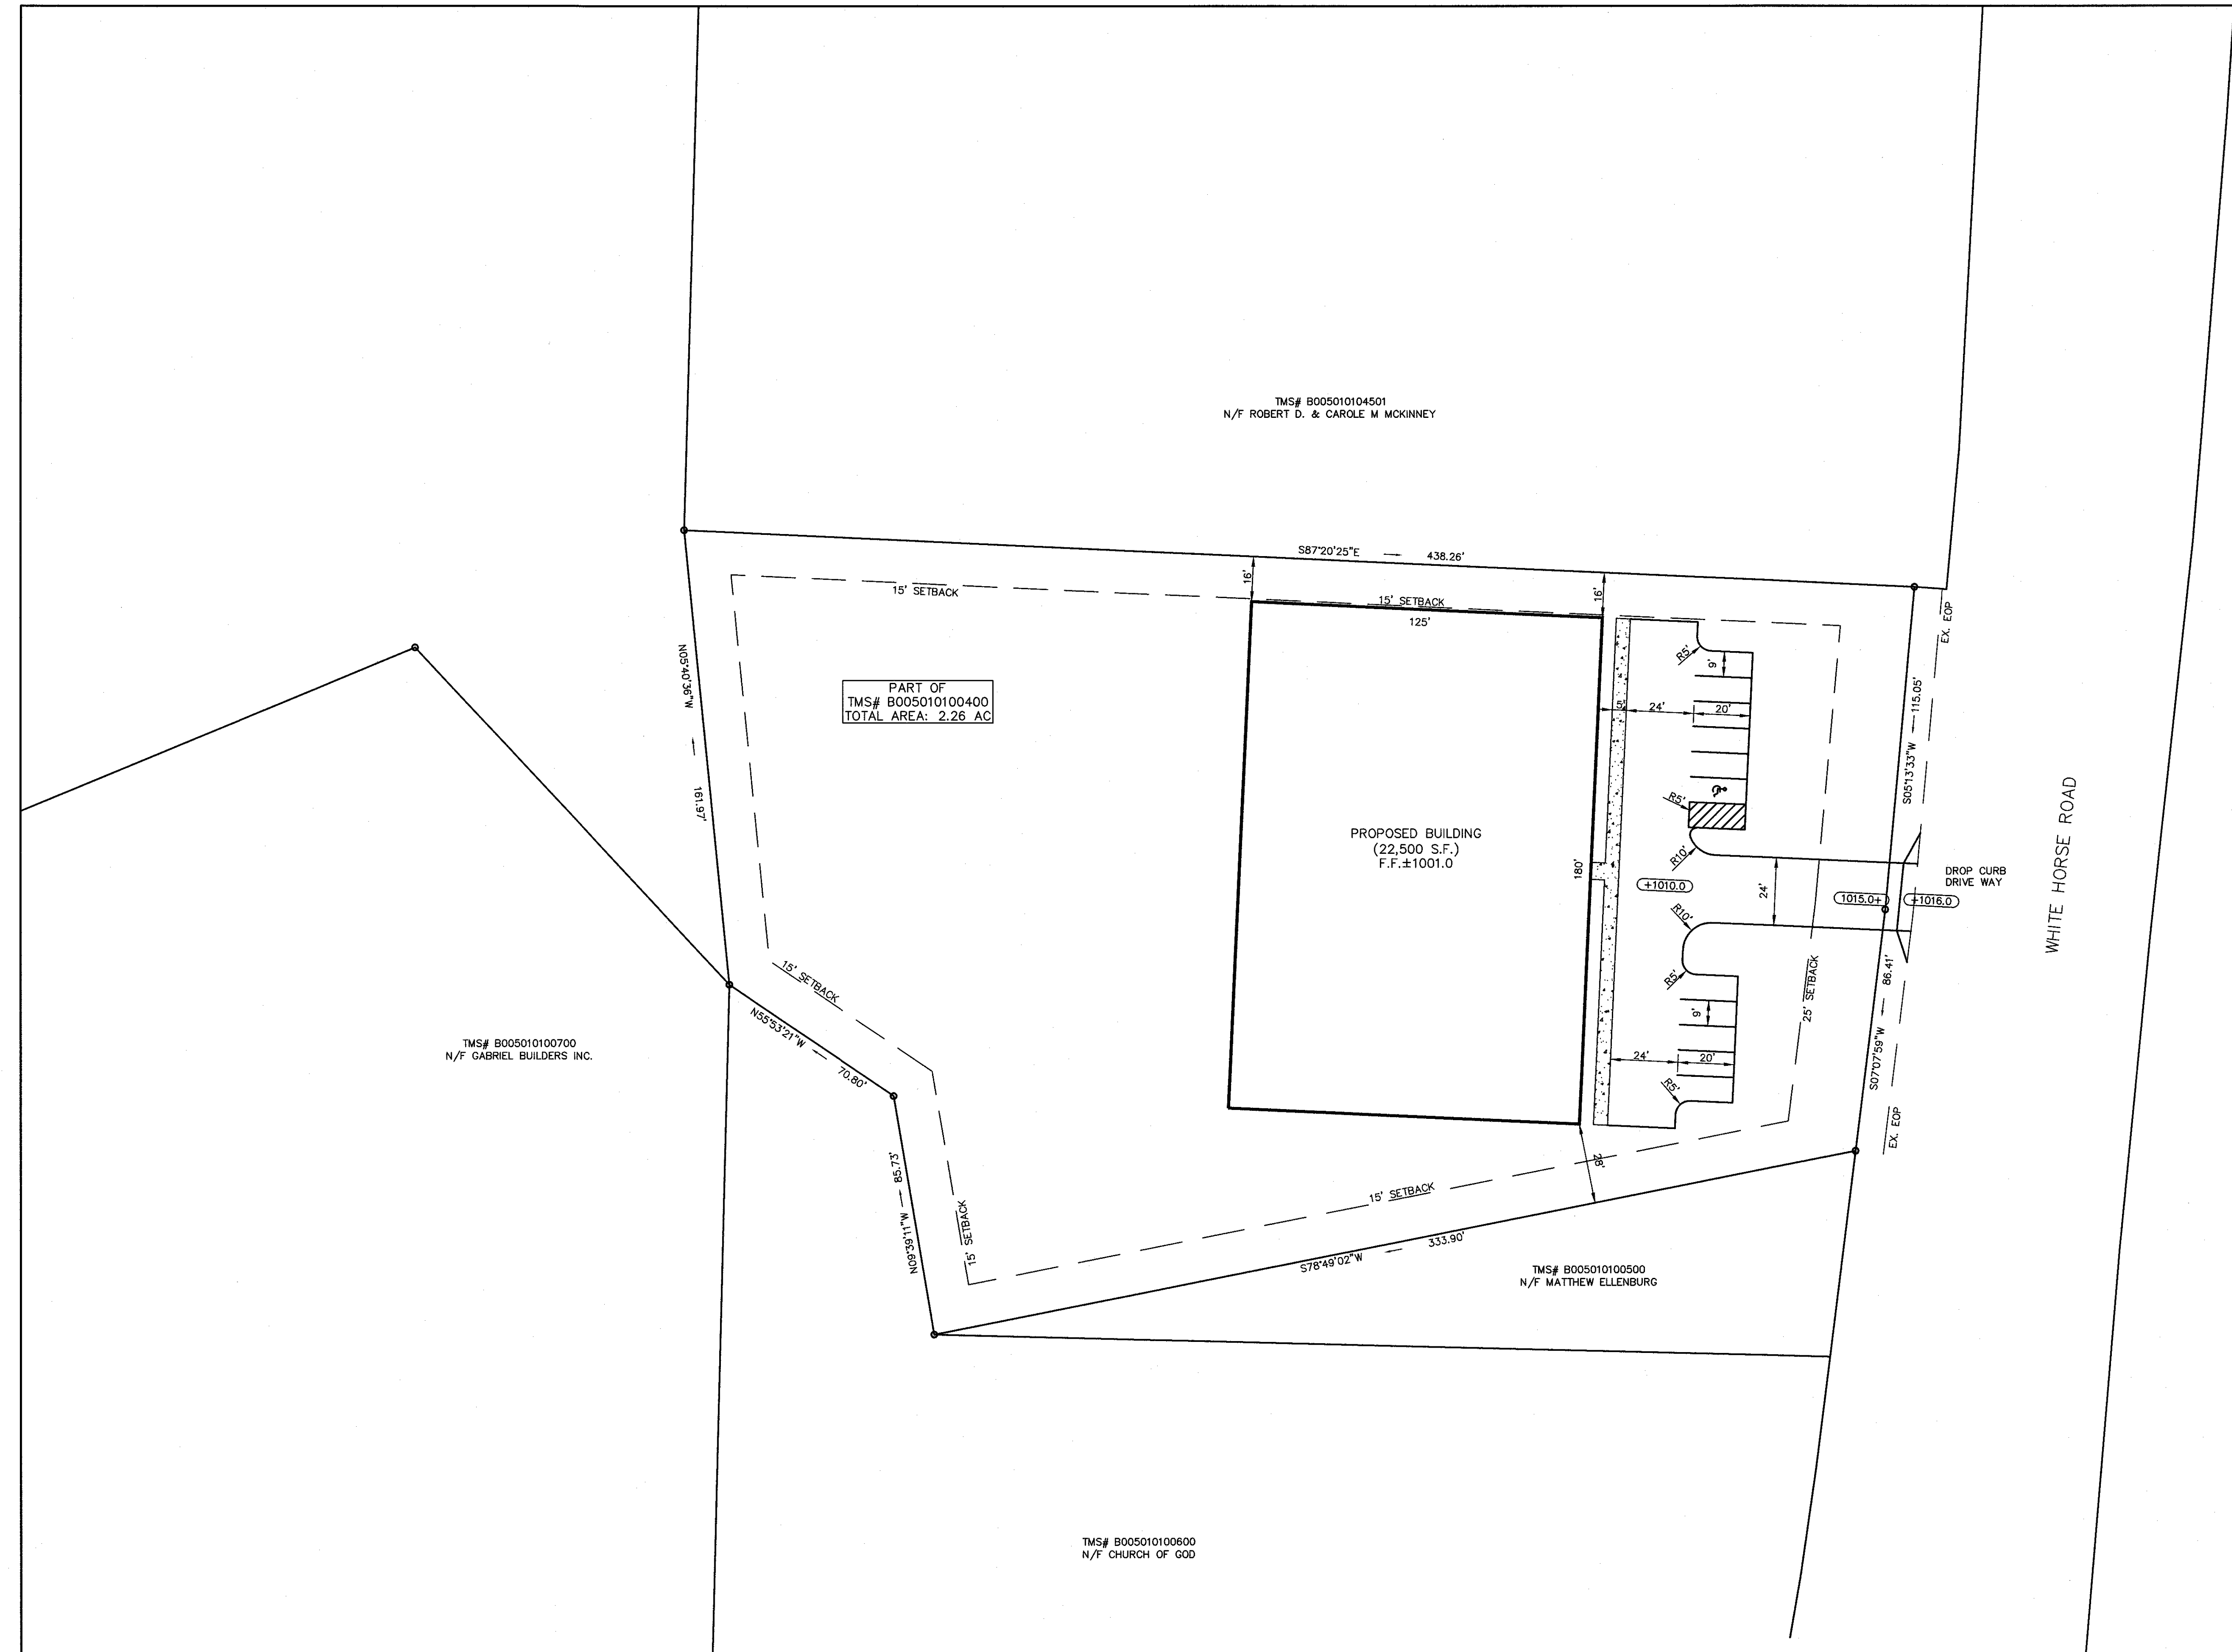 TMS# B005010104501
N/F ROBERT D. & CAROLE M MCKINNEY
S87°20'25"E 438.26'
16'
16'
15' SETBACK
15' SETBACK
125'
EX. EOP
R5'
9'
N05°40'36"W 161.97'
PART OF
TMS# B005010100400
TOTAL AREA: 2.26 AC
5'
24'
20'
S05°13'33"W 115.05'
R5'
PROPOSED BUILDING
(22,500 S.F.)
F.F.±1001.0
180'
R10'
24'
DROP CURB
DRIVE WAY
+1010.0
1015.0+
+1016.0
WHITE HORSE ROAD
R10'
R5'
15' SETBACK
25' SETBACK
S07°07'59"W 86.41'
9'
N55°53'21"W 70.80'
TMS# B005010100700
N/F GABRIEL BUILDERS INC.
24'
20'
R5'
EX. EOP
28'
N09°39'11"W 85.73'
15' SETBACK
15' SETBACK
S78°49'02"W 333.90'
TMS# B005010100500
N/F MATTHEW ELLENBURG
TMS# B005010100600
N/F CHURCH OF GOD